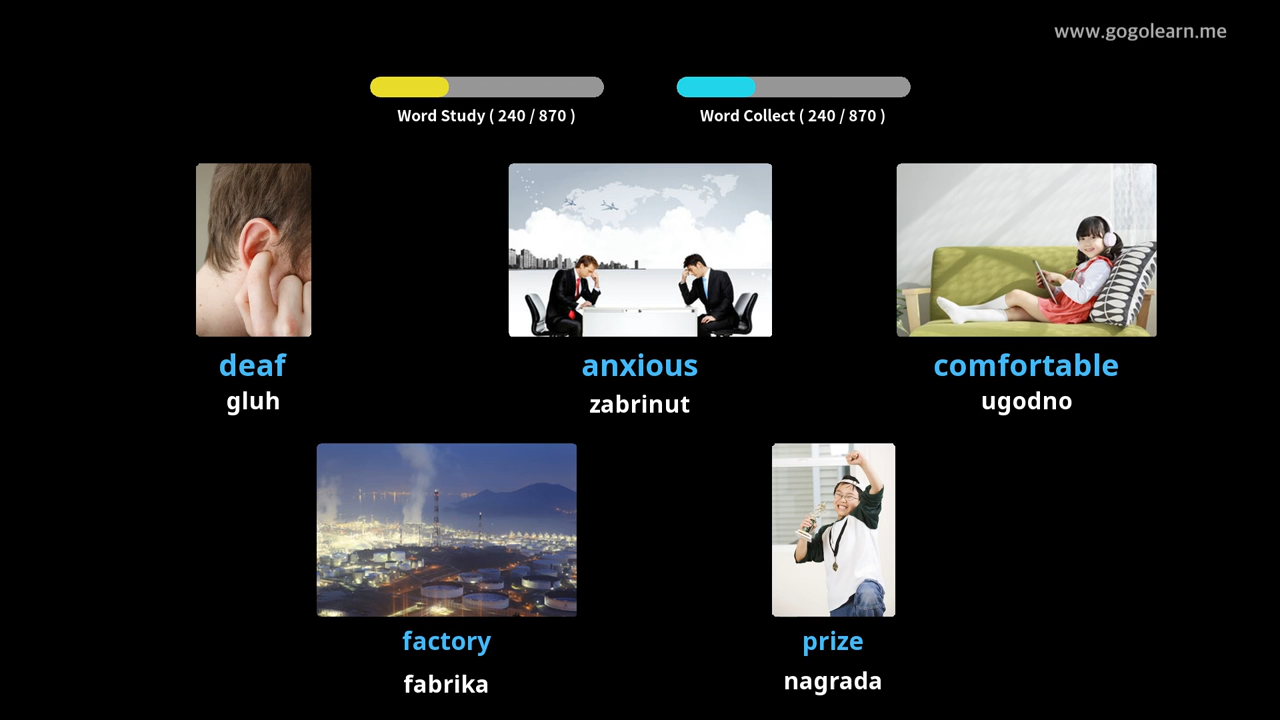 www.gogolearn.me
Word Study ( 240 / 870 )
Word Collect ( 240 / 870 )
deaf
gluh
anxious
zabrinut
comfortable
ugodno
factory
fabrika
prize
nagrada